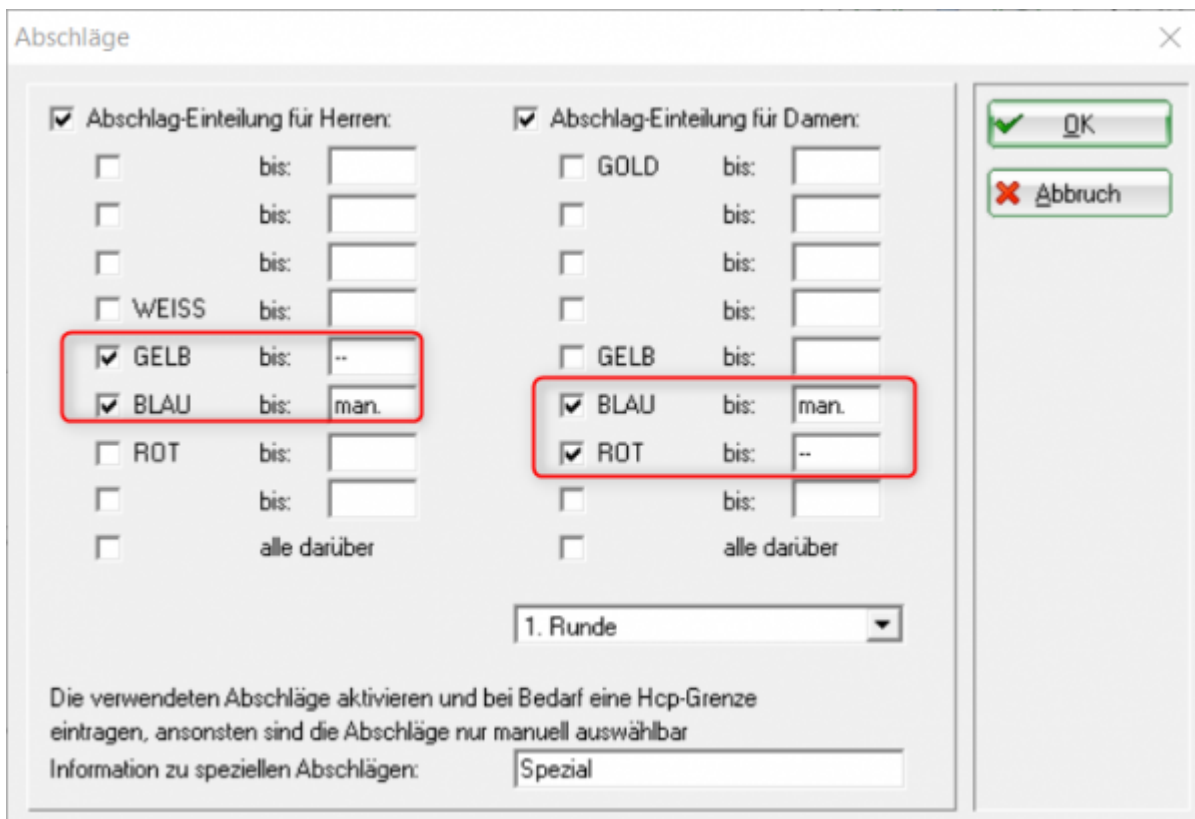 Abschläge
Abschlag-Einteilung für Herren:
bis:
bis:
bis:
WEISS bis:
GELB bis: --
BLAU bis: man.
ROT bis:
bis:
alle darüber
Abschlag-Einteilung für Damen:
GOLD bis:
bis:
bis:
bis:
GELB bis:
BLAU bis: man.
ROT bis: --
bis:
alle darüber
1. Runde
Die verwendeten Abschläge aktivieren und bei Bedarf eine Hcp-Grenze
eintragen, ansonsten sind die Abschläge nur manuell auswählbar
Information zu speziellen Abschlägen: Spezial
OK
Abbruch